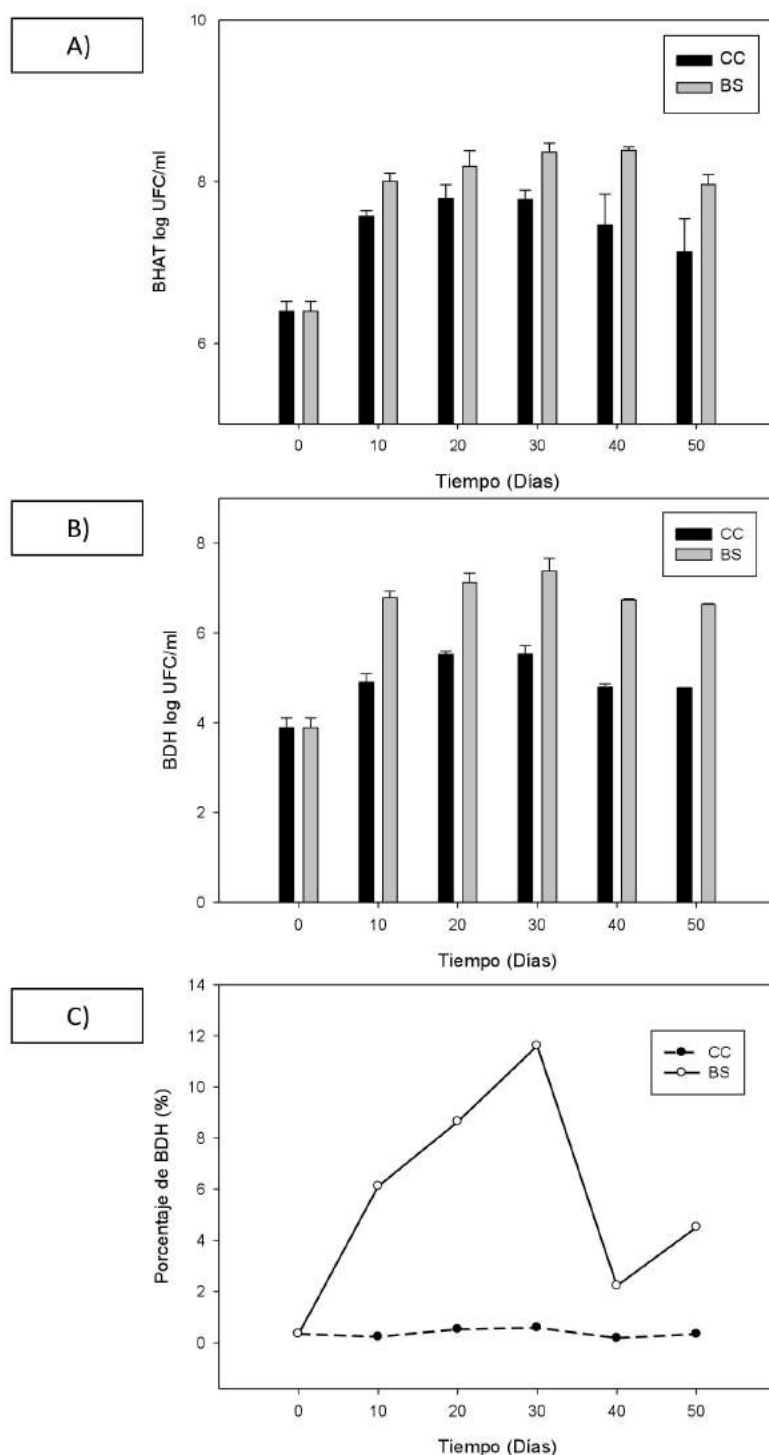 A)
BHAT log UFC/ml
10
8
6
CC
BS
0 10 20 30 40 50
Tiempo (Días)
B)
BDH log UFC/ml
8
6
4
2
0
CC
BS
0 10 20 30 40 50
Tiempo (Días)
C)
Porcentaje de BDH (%)
14
12
10
8
6
4
2
0
CC
BS
0 10 20 30 40 50
Tiempo (Días)